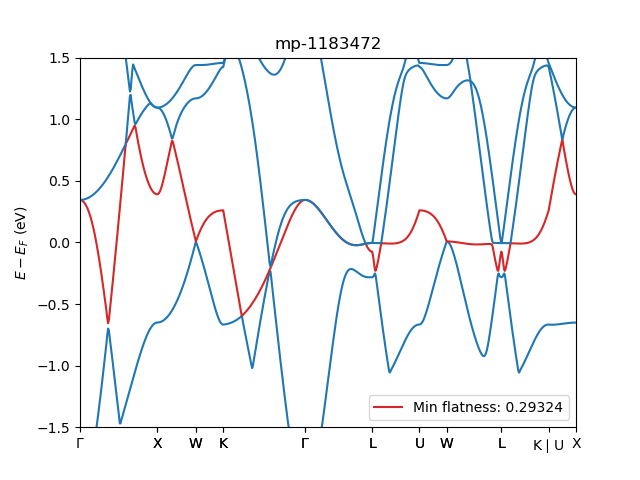 mp-1183472
E − E_F (eV)
1.5
1.0
0.5
0.0
−0.5
−1.0
−1.5
Min flatness: 0.29324
Γ X W K Γ L U W L K | U X